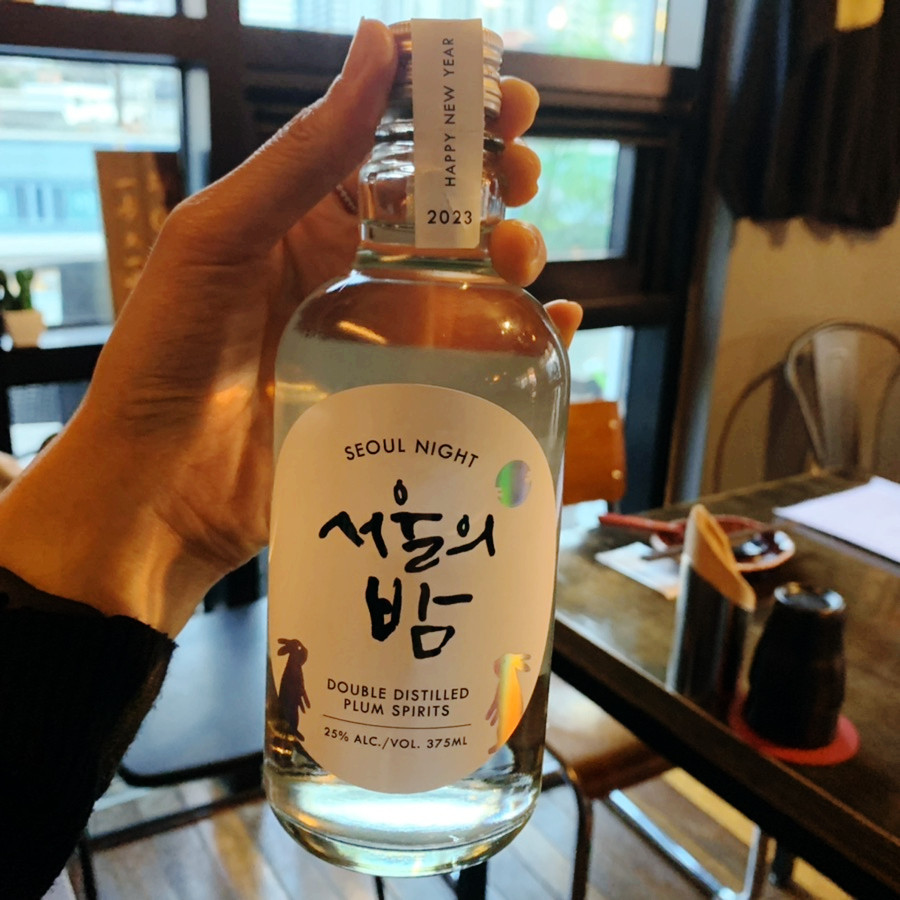 HAPPY NEW YEAR
2023
SEOUL NIGHT
서울의
밤
DOUBLE DISTILLED
PLUM SPIRITS
25% ALC./VOL. 375ML